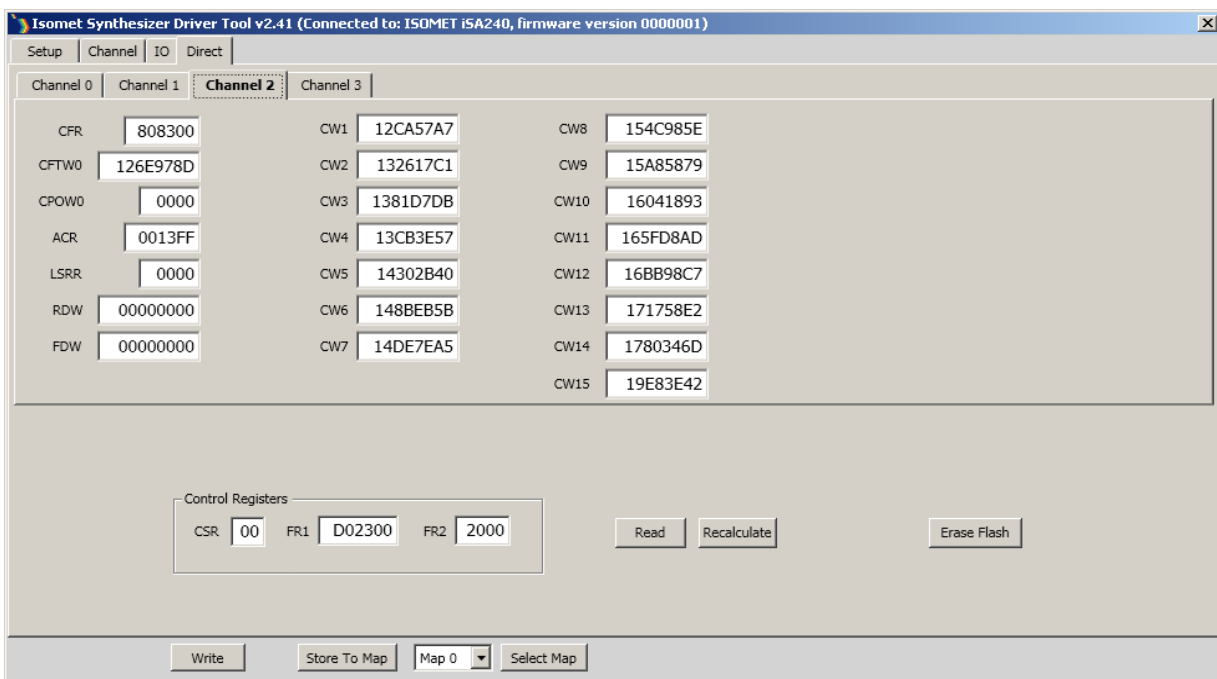 Isomet Synthesizer Driver Tool v2.41 (Connected to: ISOMET iSA240, firmware version 0000001)
Setup Channel IO Direct
Channel 0 Channel 1 Channel 2 Channel 3
CFR 808300 CW1 12CA57A7 CW8 154C985E
CFTW0 126E978D CW2 132617C1 CW9 15A85879
CPOW0 0000 CW3 1381D7DB CW10 16041893
ACR 0013FF CW4 13CB3E57 CW11 165FD8AD
LSRR 0000 CW5 14302B40 CW12 16BB98C7
RDW 00000000 CW6 148BEB5B CW13 171758E2
FDW 00000000 CW7 14DE7EA5 CW14 1780346D
CW15 19E83E42
Control Registers
CSR 00 FR1 D02300 FR2 2000 Read Recalculate Erase Flash
Write Store To Map Map 0 Select Map